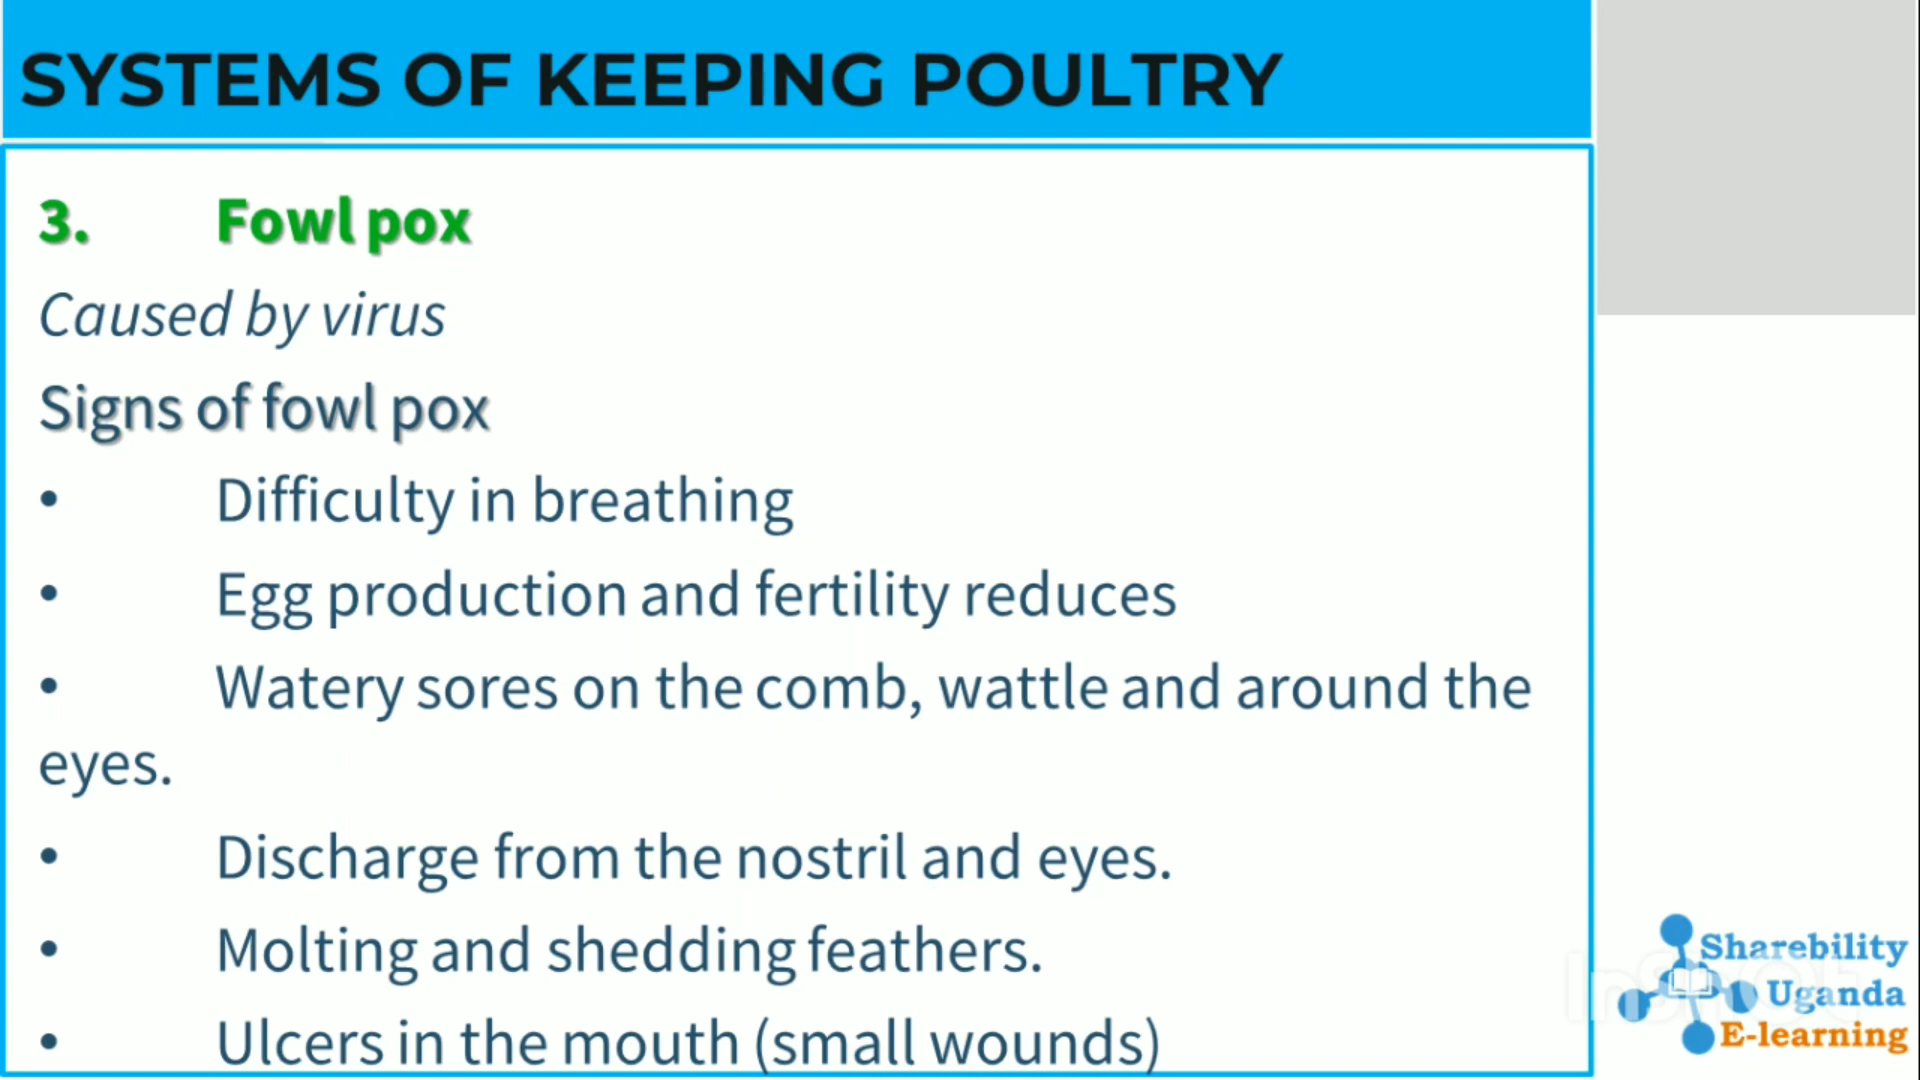 SYSTEMS OF KEEPING POULTRY
3. Fowl pox
Caused by virus
Signs of fowl pox
• Difficulty in breathing
• Egg production and fertility reduces
• Watery sores on the comb, wattle and around the
eyes.
• Discharge from the nostril and eyes.
• Molting and shedding feathers.
• Ulcers in the mouth (small wounds)
Sharebility
Uganda
E-learning
InShOt